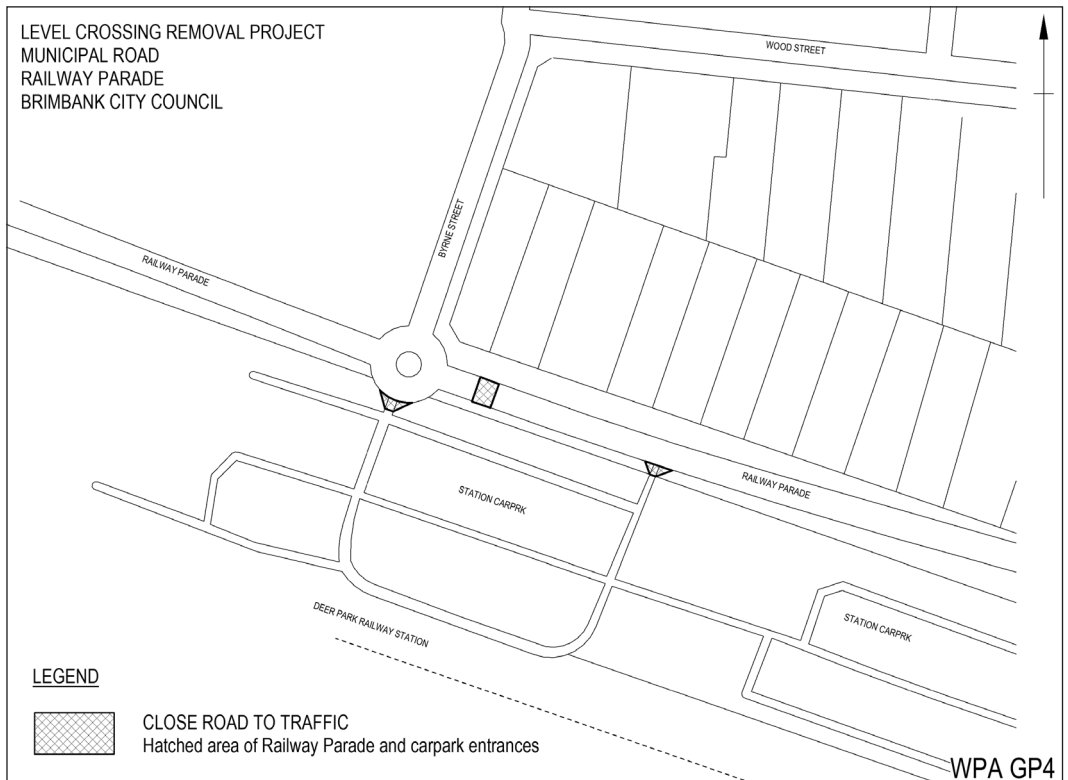 LEVEL CROSSING REMOVAL PROJECT
MUNICIPAL ROAD
RAILWAY PARADE
BRIMBANK CITY COUNCIL
WOOD STREET
BYRNE STREET
RAILWAY PARADE
RAILWAY PARADE
STATION CARPRK
STATION CARPRK
DEER PARK RAILWAY STATION
LEGEND
CLOSE ROAD TO TRAFFIC
Hatched area of Railway Parade and carpark entrances
WPA GP4